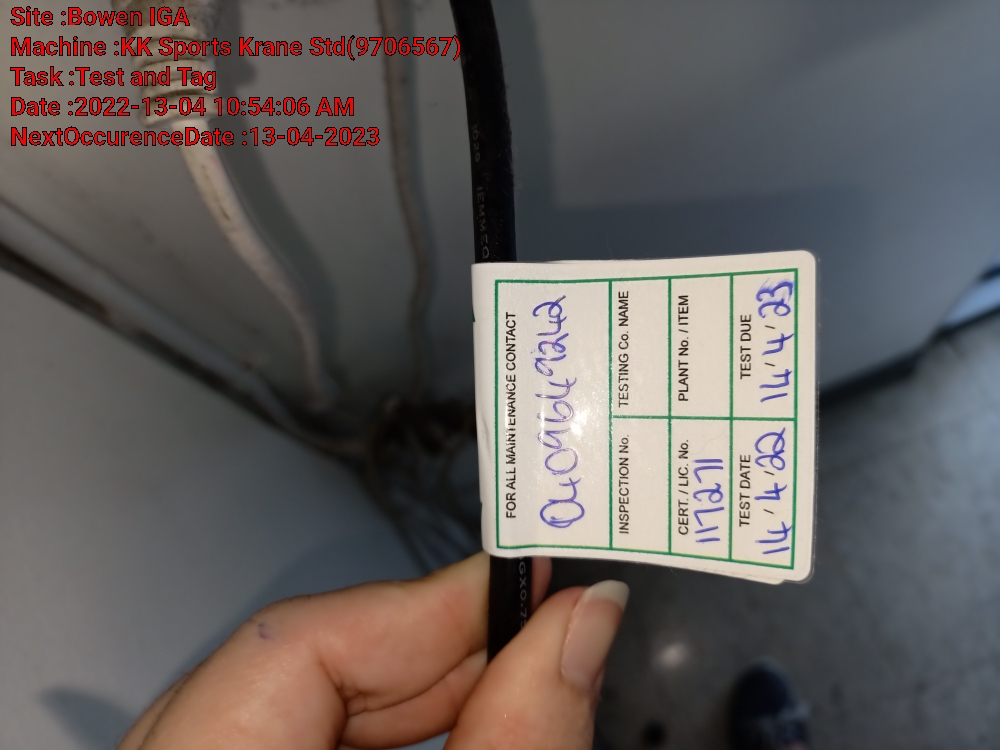 Site :Bowen IGA
Machine :KK Sports Krane Std(9706567)
Task :Test and Tag
Date :2022-13-04 10:54:06 AM
NextOccurenceDate :13-04-2023
FOR ALL MAINTENANCE CONTACT
0409649242
INSPECTION No. TESTING Co. NAME
CERT. / LIC. No. PLANT No. / ITEM
117271
TEST DATE TEST DUE
14/4/22 14/4/23